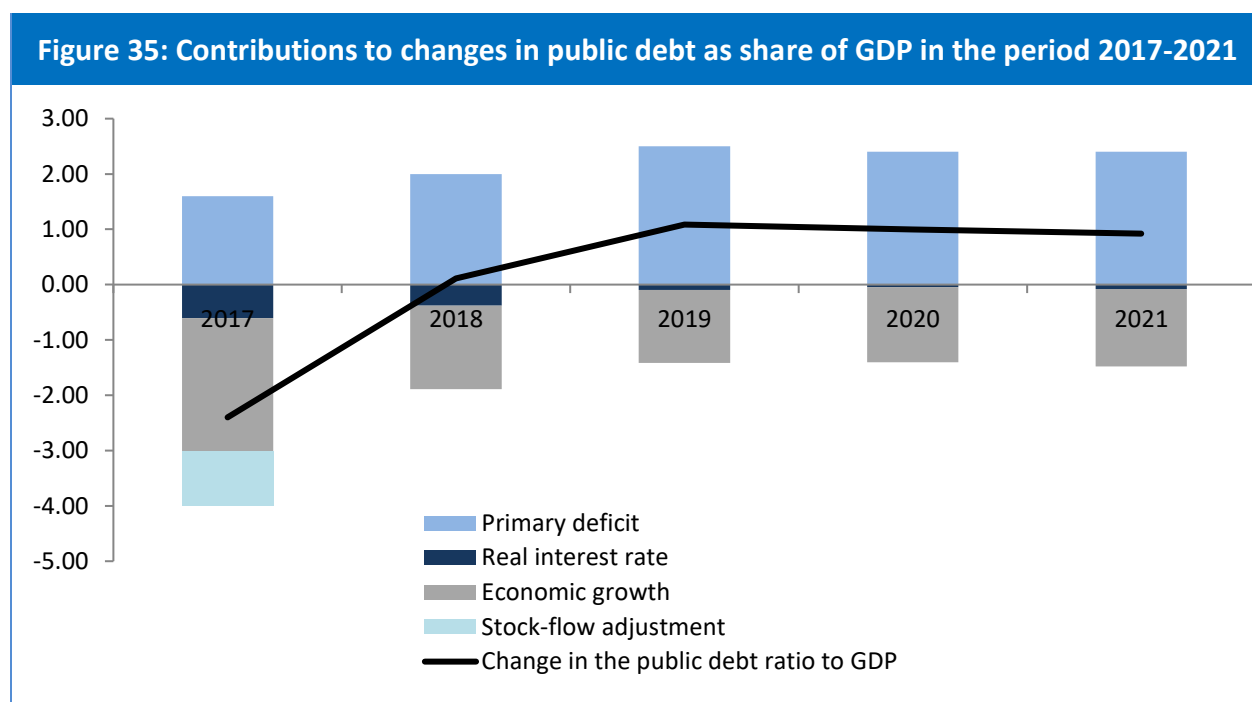 Figure 35: Contributions to changes in public debt as share of GDP in the period 2017-2021
3.00
2.00
1.00
0.00
-1.00
-2.00
-3.00
-4.00
-5.00
2017
2018
2019
2020
2021
Primary deficit
Real interest rate
Economic growth
Stock-flow adjustment
Change in the public debt ratio to GDP